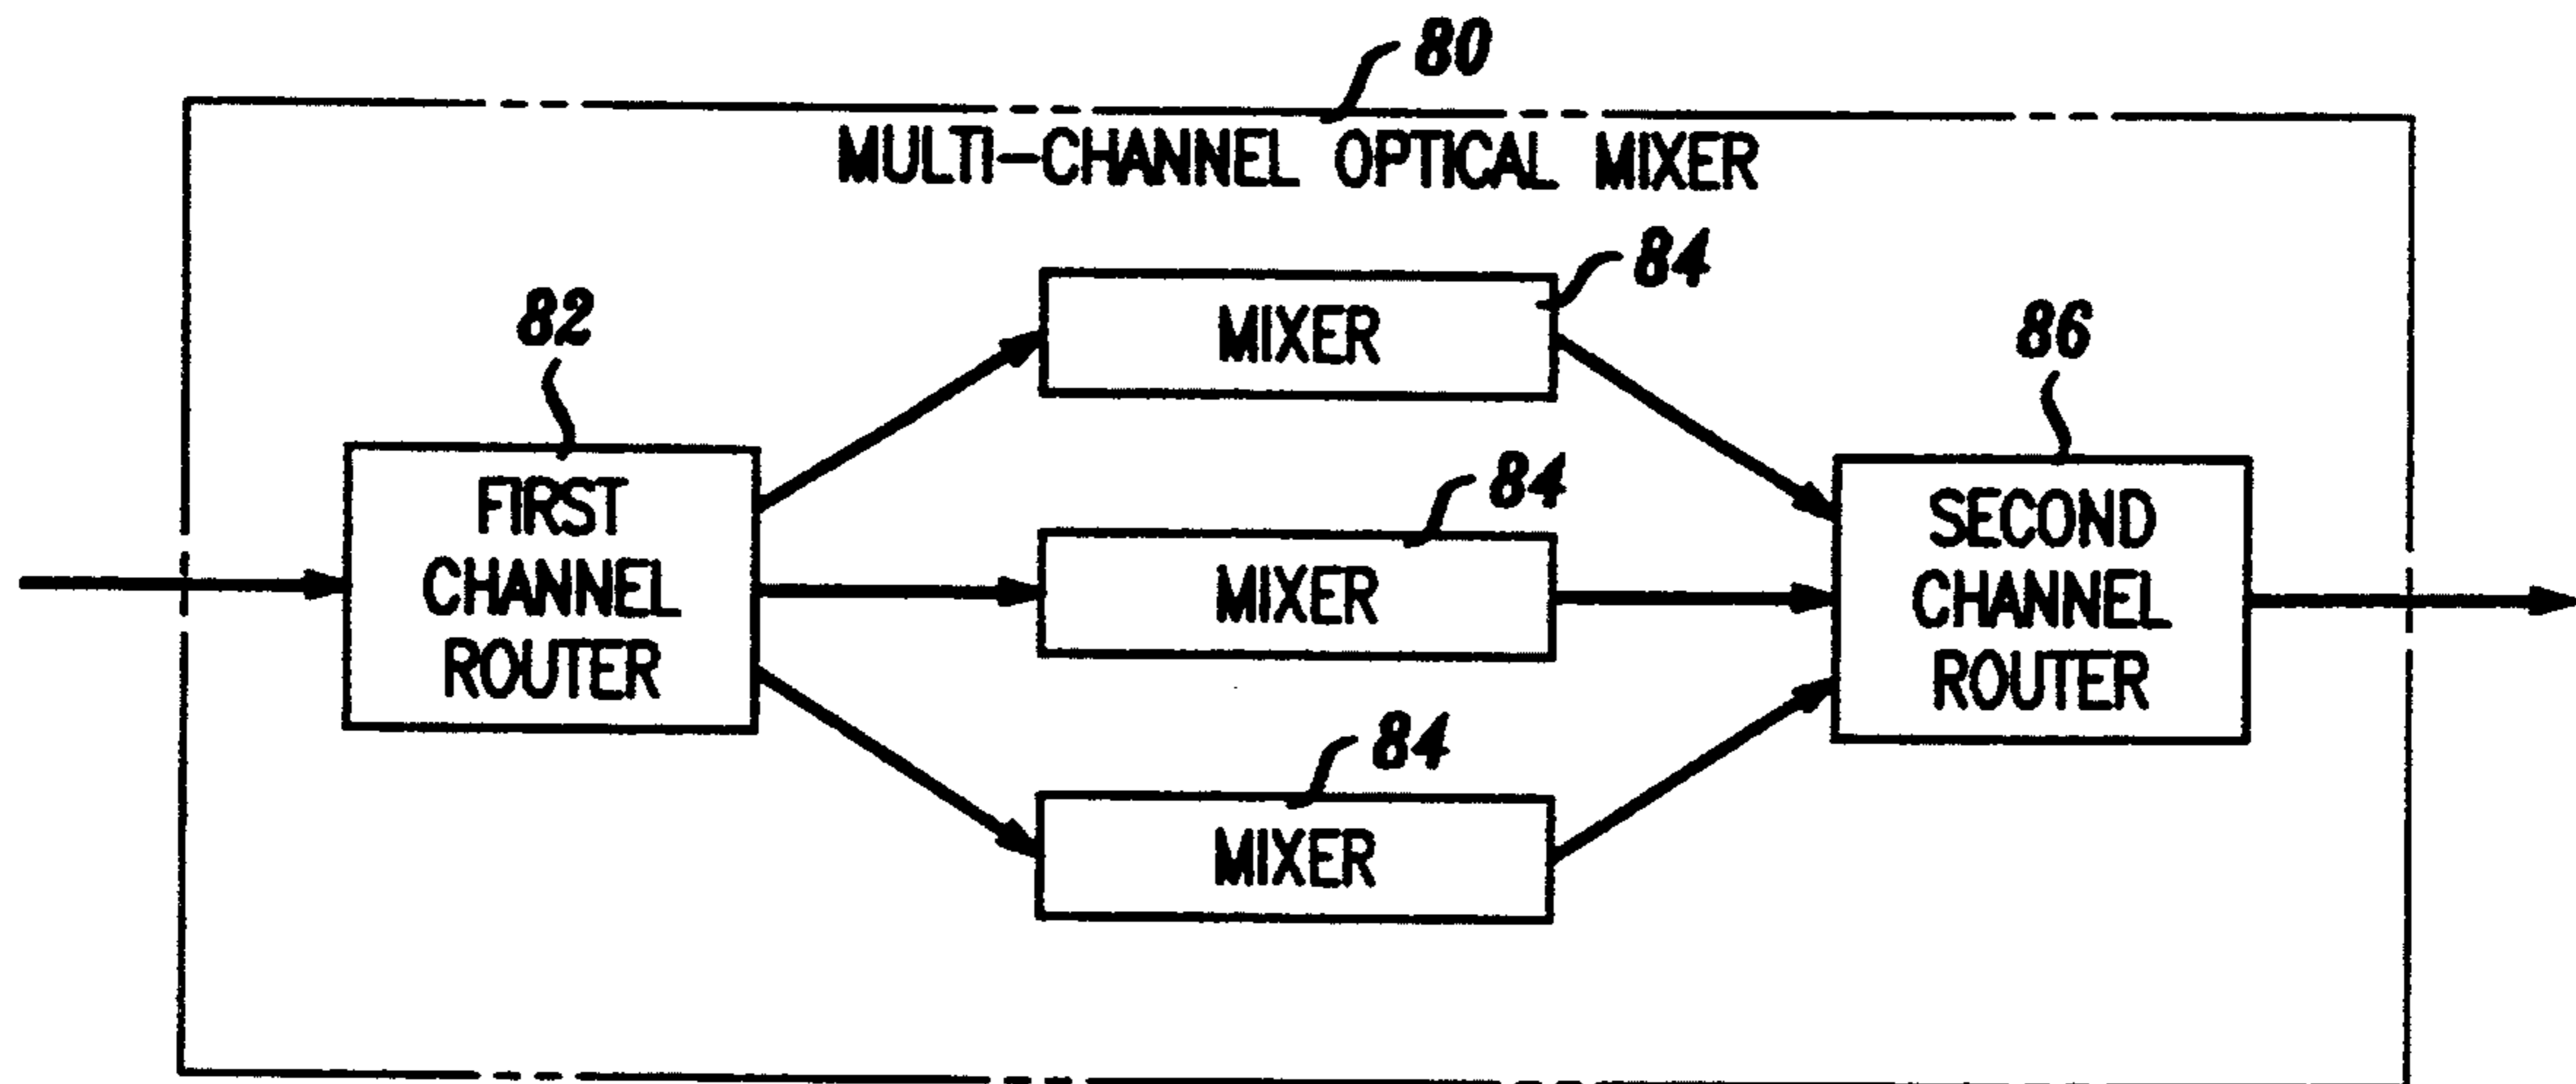 80
MULTI-CHANNEL OPTICAL MIXER
84
MIXER
82
FIRST
CHANNEL
ROUTER
84
MIXER
84
MIXER
86
SECOND
CHANNEL
ROUTER